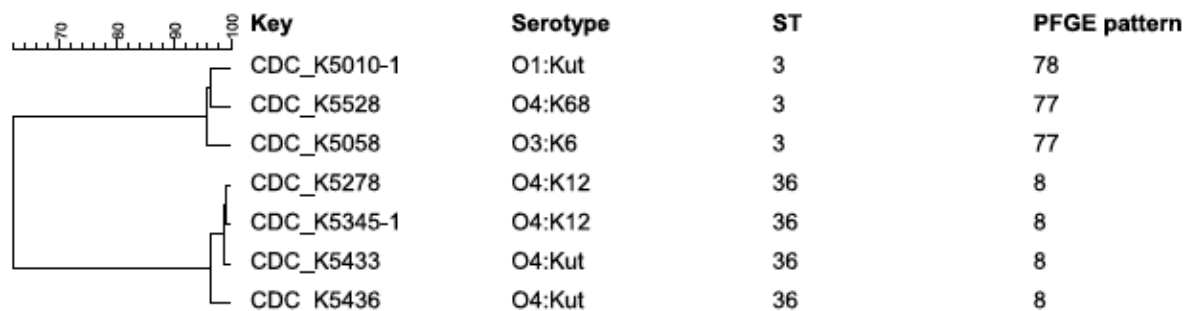 70 80 90 100 Key Serotype ST PFGE pattern
CDC_K5010-1 O1:Kut 3 78
CDC_K5528 O4:K68 3 77
CDC_K5058 O3:K6 3 77
CDC_K5278 O4:K12 36 8
CDC_K5345-1 O4:K12 36 8
CDC_K5433 O4:Kut 36 8
CDC_K5436 O4:Kut 36 8